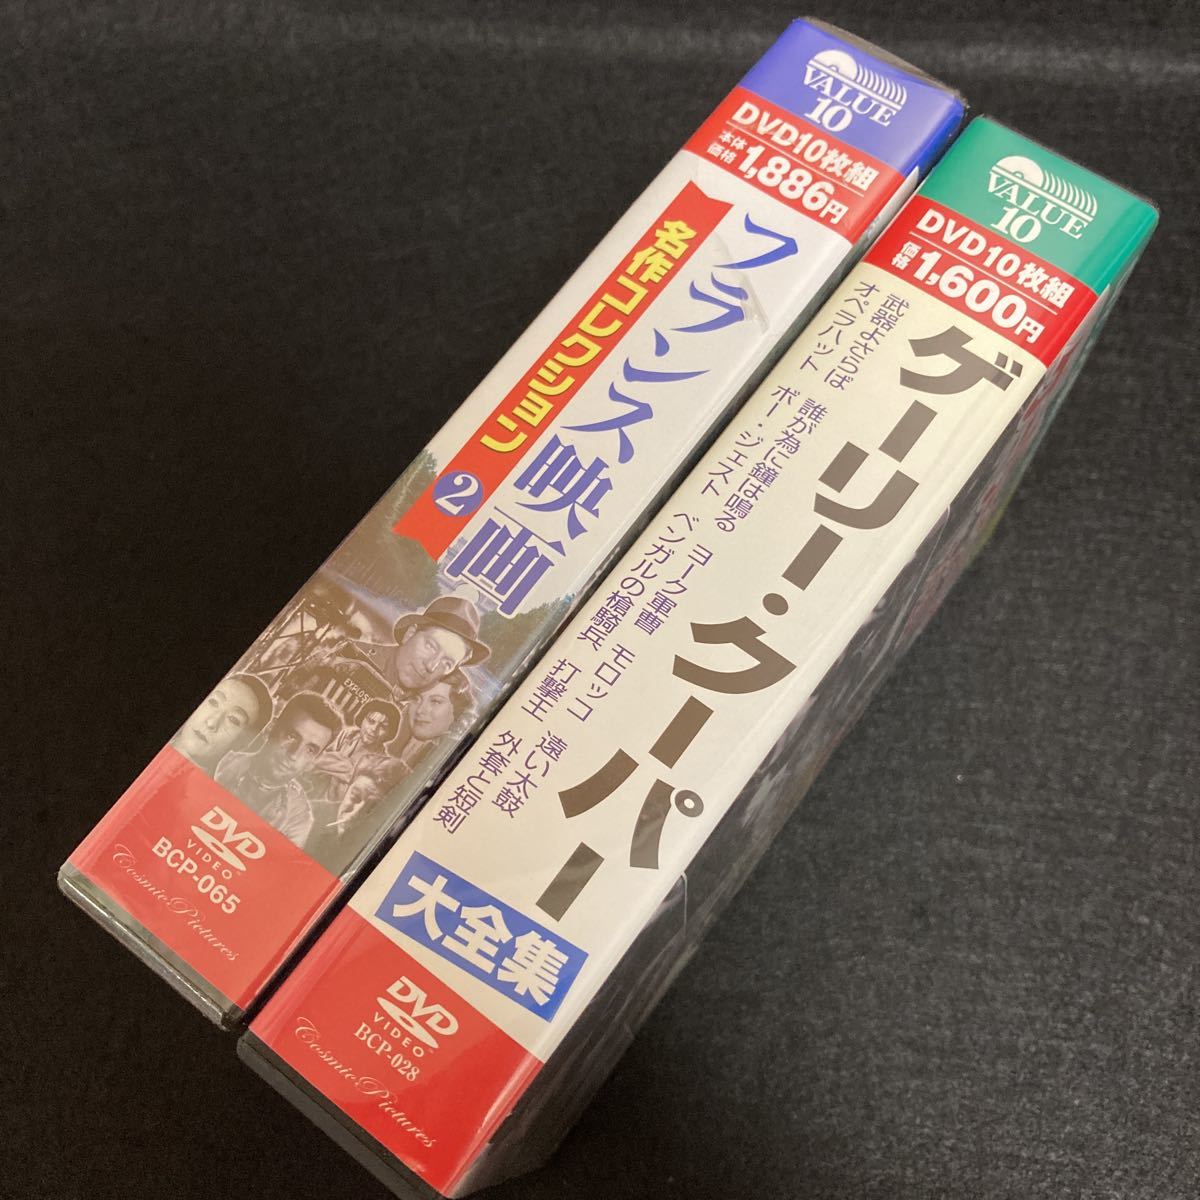 VALUE
10
DVD10枚組
本体
価格
1,886円
フランス映画
名作コレクション
2
EXPLOSI
DVD
VIDEO
BCP-065
Cosmic Pictures
VALUE
10
DVD10枚組
価格
1,600円
ゲーリー・クーパー
武器よさらば 誰が為に鐘は鳴る ヨーク軍曹 モロッコ 遠い太鼓
オペラハット ボー・ジェスト ベンガルの槍騎兵 打撃王 外套と短剣
大全集
DVD
VIDEO™
BCP-028
Cosmic Pictures